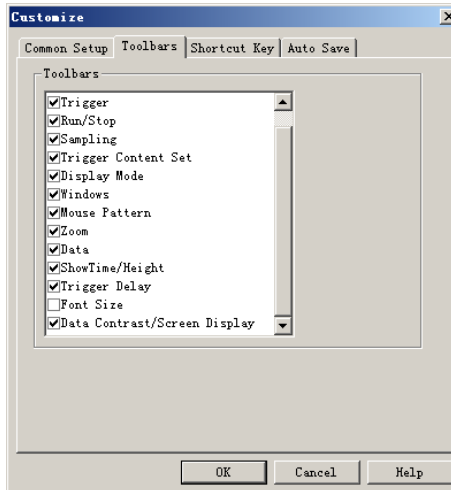 Customize
Common Setup Toolbars Shortcut Key Auto Save
Toolbars
Trigger
Run/Stop
Sampling
Trigger Content Set
Display Mode
Windows
Mouse Pattern
Zoom
Data
ShowTime/Height
Trigger Delay
Font Size
Data Contrast/Screen Display
OK Cancel Help